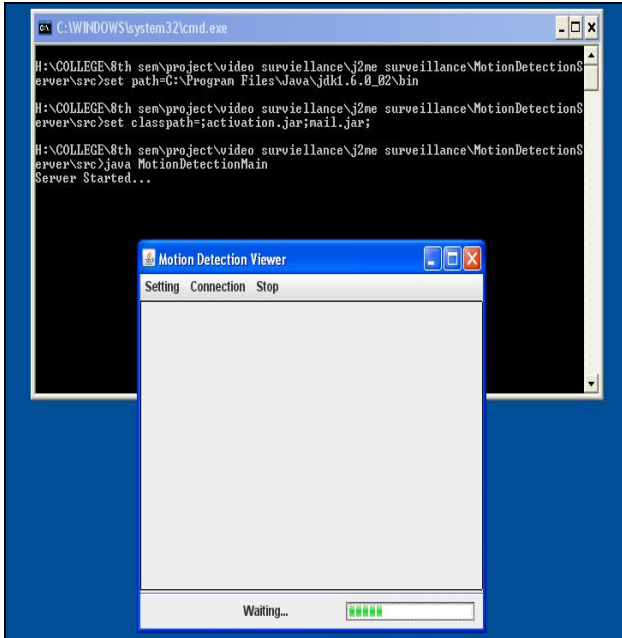 C:\WINDOWS\system32\cmd.exe
H:\COLLEGE\8th sem\project\video surviellance\j2me surveillance\MotionDetectionS
erver\src>set path=C:\Program Files\Java\jdk1.6.0_02\bin
H:\COLLEGE\8th sem\project\video surviellance\j2me surveillance\MotionDetectionS
erver\src>set classpath=;activation.jar;mail.jar;
H:\COLLEGE\8th sem\project\video surviellance\j2me surveillance\MotionDetectionS
erver\src>java MotionDetectionMain
Server Started...
Motion Detection Viewer
Setting Connection Stop
Waiting...